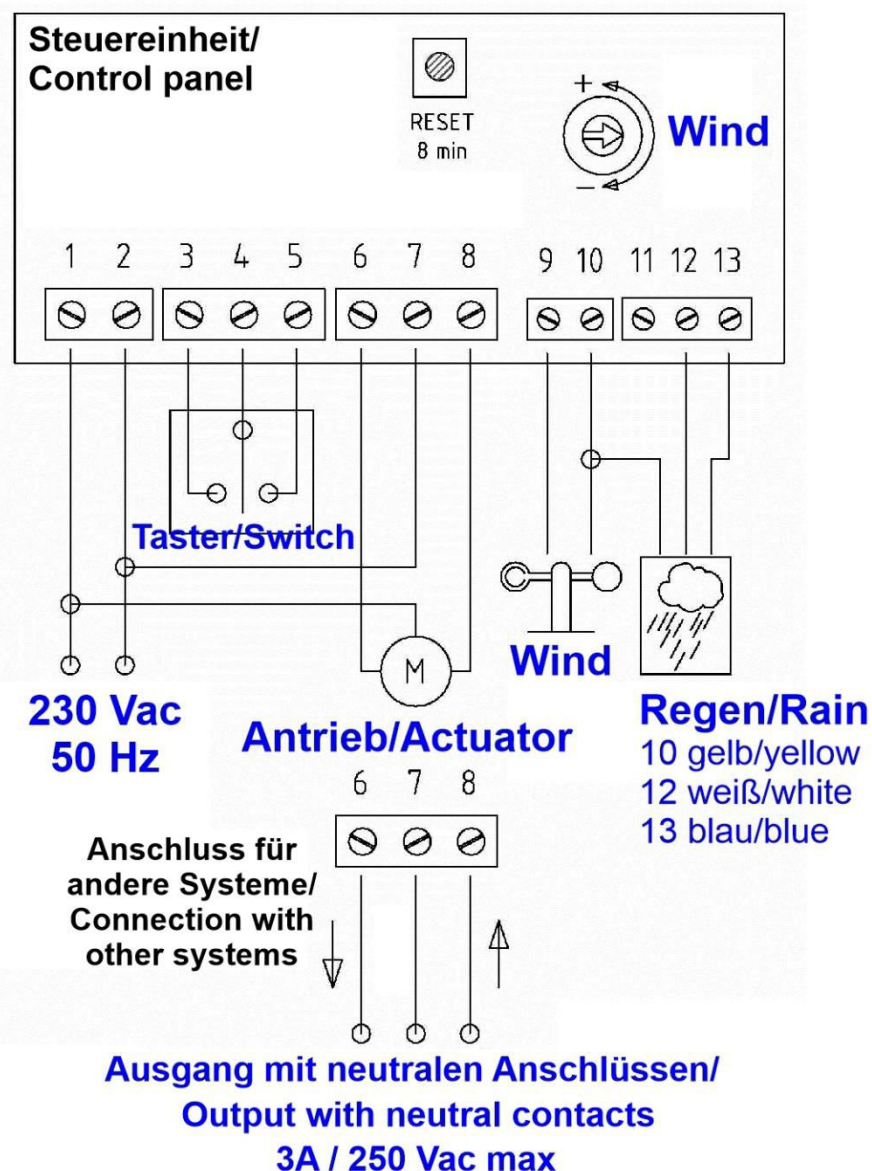 Steuereinheit/
Control panel
RESET
8 min
+
Wind
−
1 2 3 4 5 6 7 8 9 10 11 12 13
Taster/Switch
M
230 Vac
50 Hz
Antrieb/Actuator
Wind
Regen/Rain
10 gelb/yellow
12 weiß/white
13 blau/blue
6 7 8
Anschluss für
andere Systeme/
Connection with
other systems
Ausgang mit neutralen Anschlüssen/
Output with neutral contacts
3A / 250 Vac max